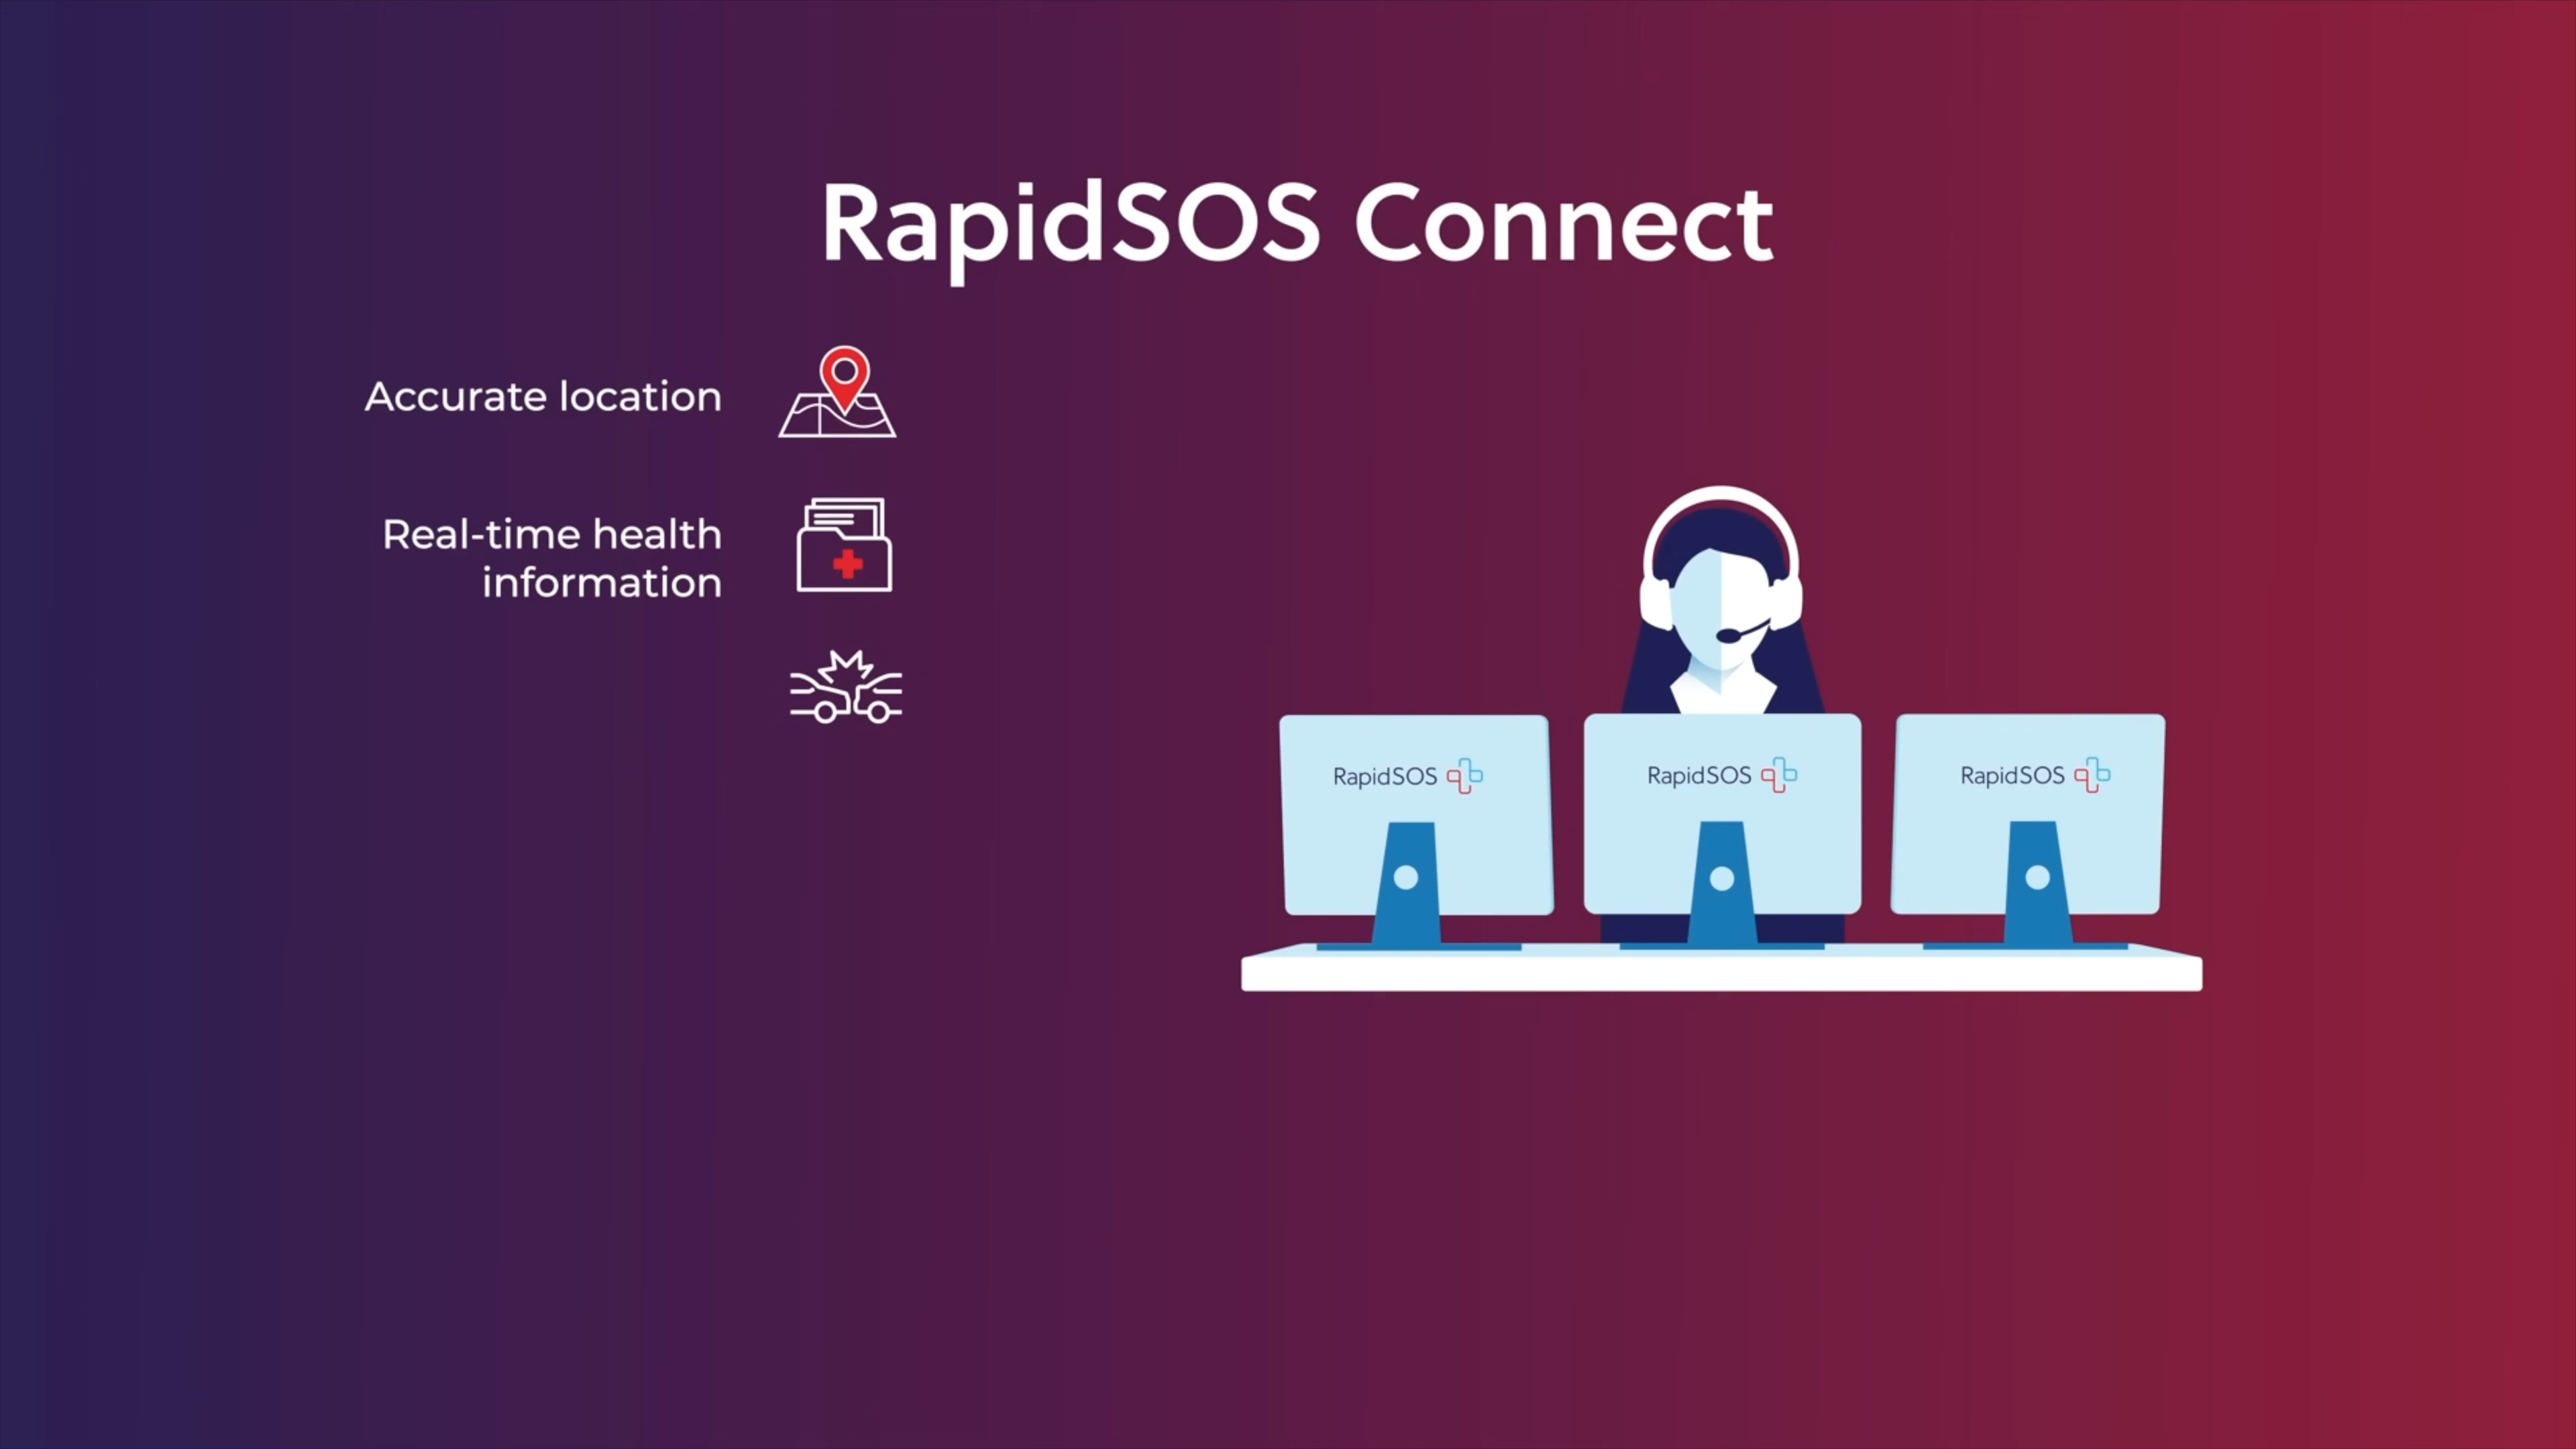 RapidSOS Connect
Accurate location
Real-time health
information
RapidSOS
RapidSOS
RapidSOS